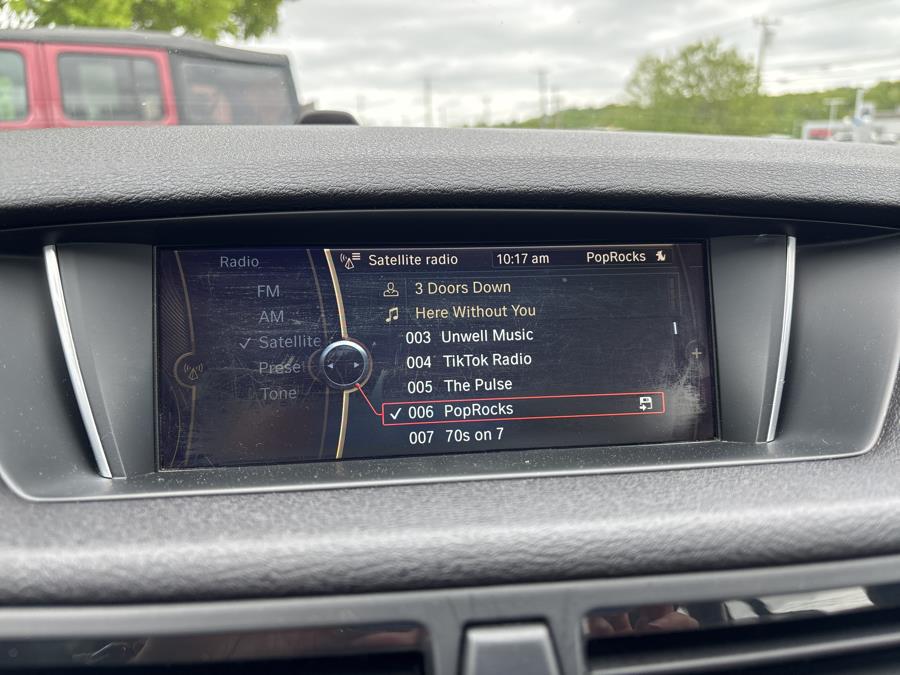 Radio
FM
AM
Satellite
Preset
Tone
Satellite radio 10:17 am PopRocks
3 Doors Down
Here Without You
003 Unwell Music
004 TikTok Radio
005 The Pulse
006 PopRocks
007 70s on 7